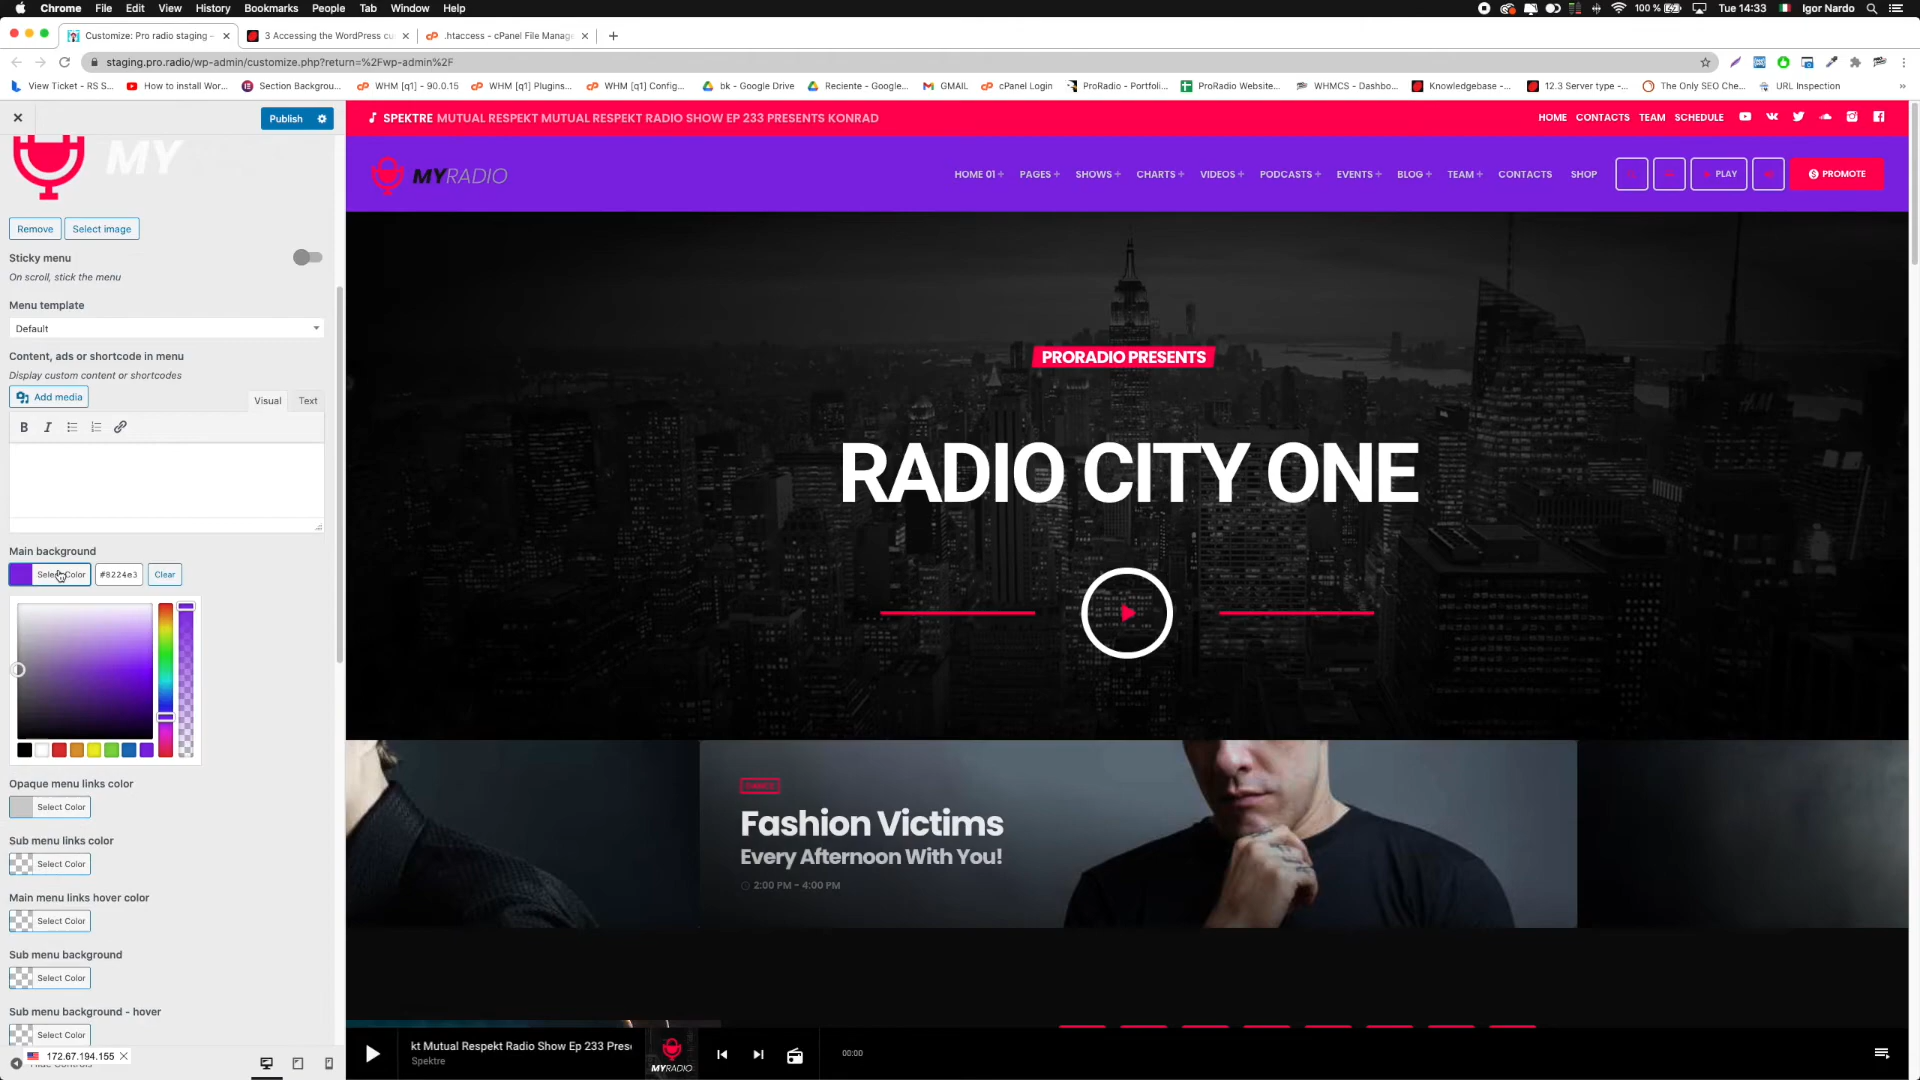 Chrome File Edit View History Bookmarks People Tab Window Help
100 % Tue 14:33 Igor Nardo
Customize: Pro radio staging –
3 Accessing the WordPress cu
.htaccess - cPanel File Manag
staging.pro.radio/wp-admin/customize.php?return=%2Fwp-admin%2F
View Ticket - RS S... How to install Wor... Section Backgrou... WHM [q1] - 90.0.15 WHM [q1] Plugins... WHM [q1] Config... bk - Google Drive Reciente - Google... GMAIL cPanel Login ProRadio - Portfoli... ProRadio Website... WHMCS - Dashbo... Knowledgebase -... 12.3 Server type -... The Only SEO Che... URL Inspection
Publish
MY
Remove Select image
Sticky menu
On scroll, stick the menu
Menu template
Default
Content, ads or shortcode in menu
Display custom content or shortcodes
Add media Visual Text
B I
Main background
Select Color #8224e3 Clear
Opaque menu links color
Select Color
Sub menu links color
Select Color
Main menu links hover color
Select Color
Sub menu background
Select Color
Sub menu background - hover
Select Color
172.67.194.155
Hide Controls
SPEKTRE MUTUAL RESPEKT MUTUAL RESPEKT RADIO SHOW EP 233 PRESENTS KONRAD
HOME CONTACTS TEAM SCHEDULE
MYRADIO
HOME 01+ PAGES+ SHOWS+ CHARTS+ VIDEOS+ PODCASTS+ EVENTS+ BLOG+ TEAM+ CONTACTS SHOP PLAY PROMOTE
PRORADIO PRESENTS
RADIO CITY ONE
Fashion Victims
Every Afternoon With You!
2:00 PM - 4:00 PM
kt Mutual Respekt Radio Show Ep 233 Prese
Spektre
MYRADIO
00:00